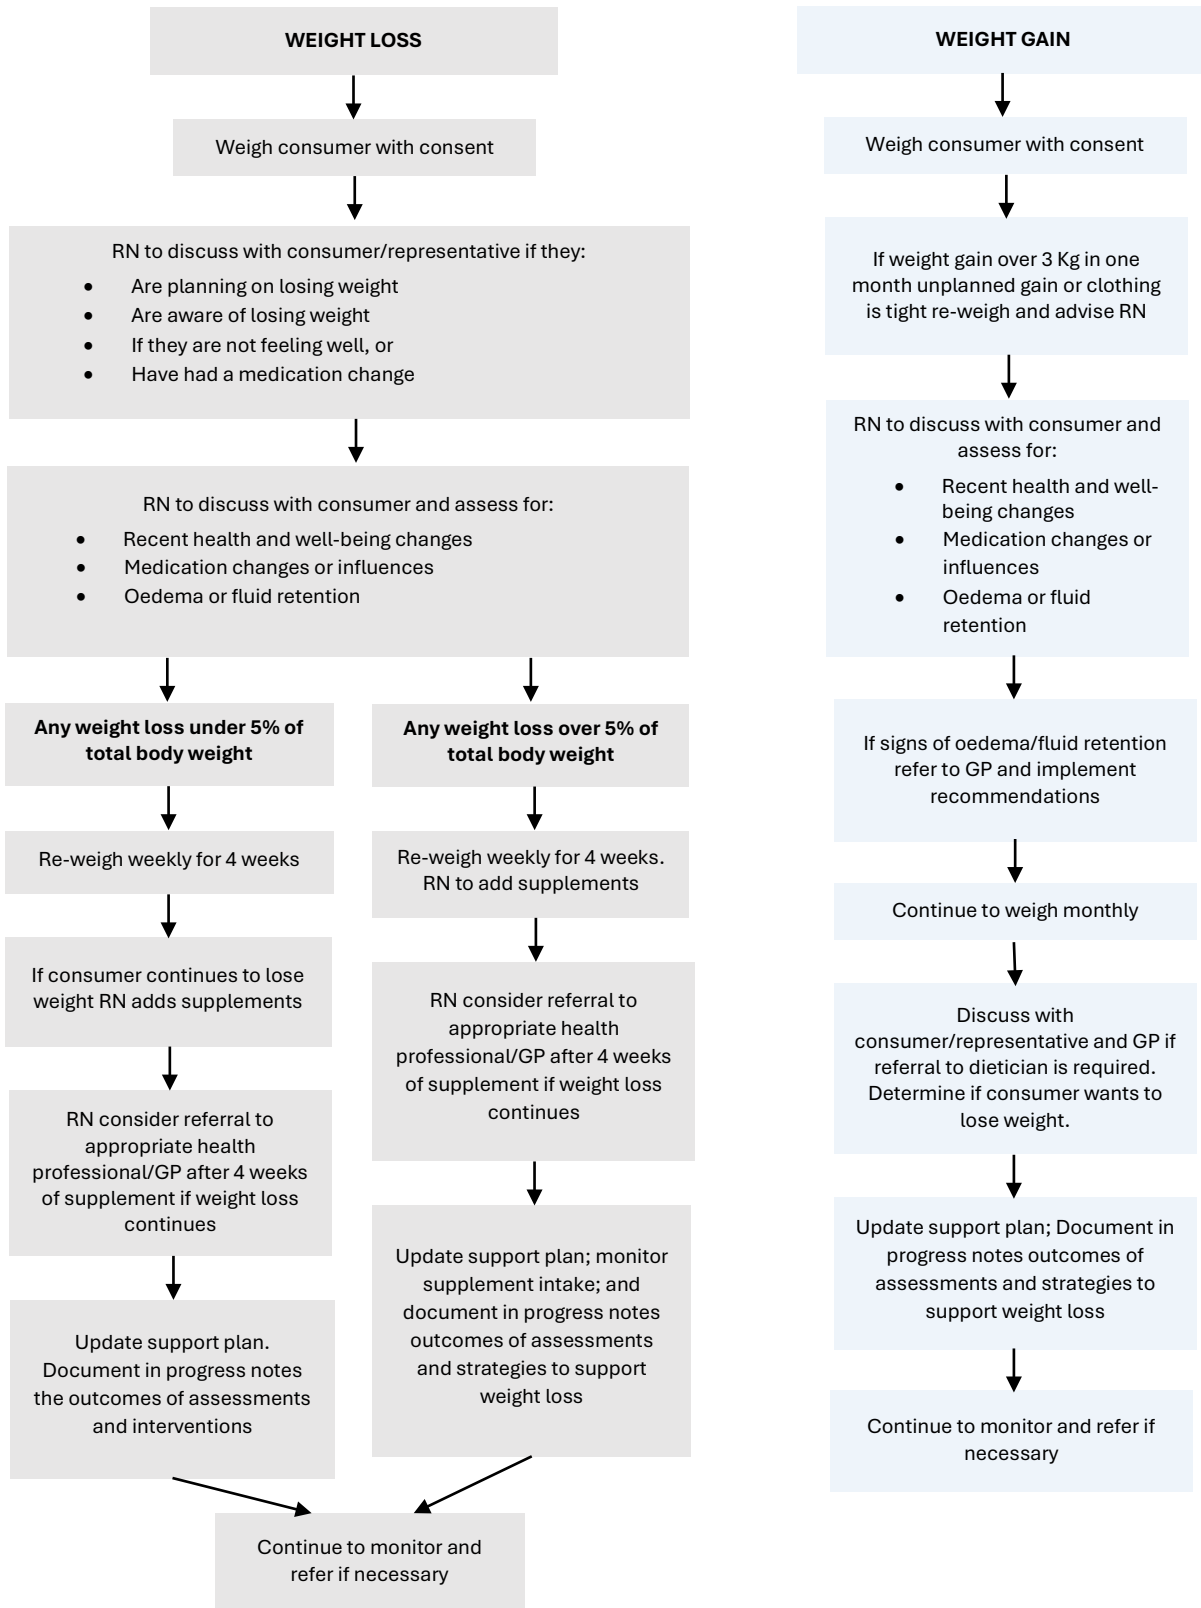 WEIGHT LOSS
Weigh consumer with consent
RN to discuss with consumer/representative if they:
• Are planning on losing weight
• Are aware of losing weight
• If they are not feeling well, or
• Have had a medication change
RN to discuss with consumer and assess for:
• Recent health and well-being changes
• Medication changes or influences
• Oedema or fluid retention
Any weight loss under 5% of
total body weight
Re-weigh weekly for 4 weeks
If consumer continues to lose
weight RN adds supplements
RN consider referral to
appropriate health
professional/GP after 4 weeks
of supplement if weight loss
continues
Update support plan.
Document in progress notes
the outcomes of assessments
and interventions
Any weight loss over 5% of
total body weight
Re-weigh weekly for 4 weeks.
RN to add supplements
RN consider referral to
appropriate health
professional/GP after 4 weeks
of supplement if weight loss
continues
Update support plan; monitor
supplement intake; and
document in progress notes
outcomes of assessments
and strategies to support
weight loss
Continue to monitor and
refer if necessary
WEIGHT GAIN
Weigh consumer with consent
If weight gain over 3 Kg in one
month unplanned gain or clothing
is tight re-weigh and advise RN
RN to discuss with consumer and
assess for:
• Recent health and well-
being changes
• Medication changes or
influences
• Oedema or fluid
retention
If signs of oedema/fluid retention
refer to GP and implement
recommendations
Continue to weigh monthly
Discuss with
consumer/representative and GP if
referral to dietician is required.
Determine if consumer wants to
lose weight.
Update support plan; Document in
progress notes outcomes of
assessments and strategies to
support weight loss
Continue to monitor and refer if
necessary